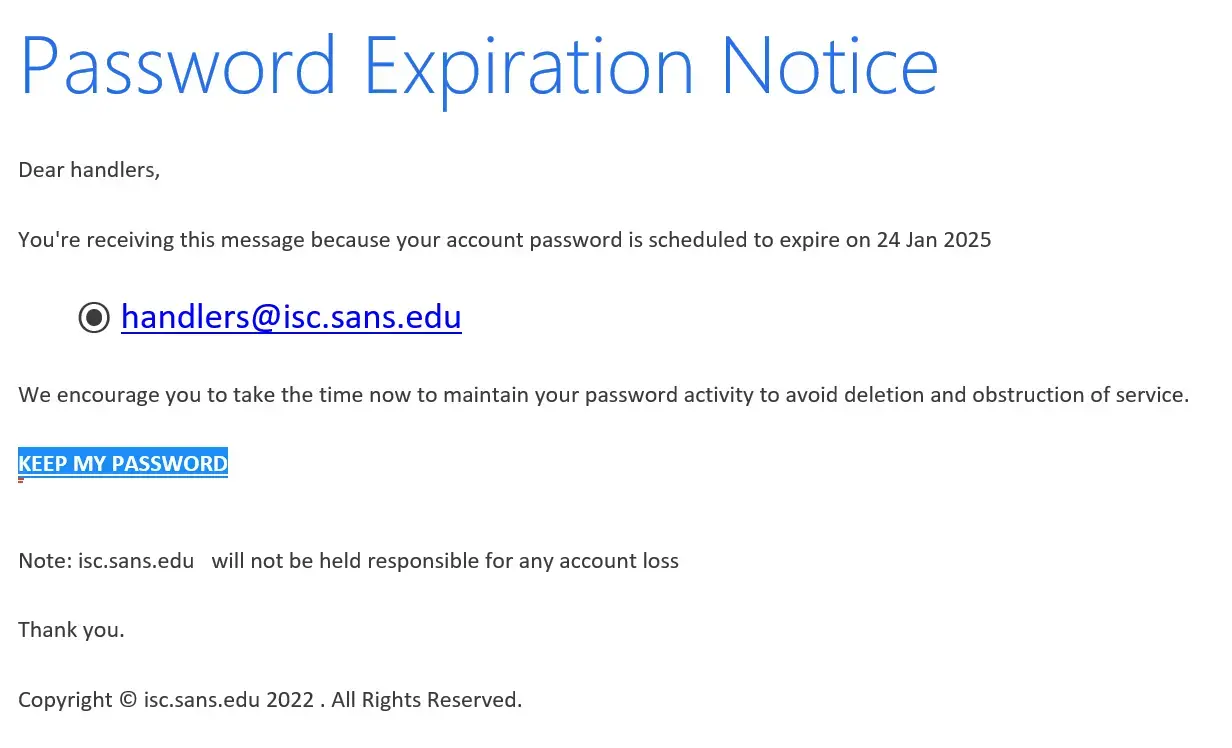 Password Expiration Notice
Dear handlers,
You're receiving this message because your account password is scheduled to expire on 24 Jan 2025
handlers@isc.sans.edu
We encourage you to take the time now to maintain your password activity to avoid deletion and obstruction of service.
KEEP MY PASSWORD
Note: isc.sans.edu   will not be held responsible for any account loss
Thank you.
Copyright © isc.sans.edu 2022 . All Rights Reserved.